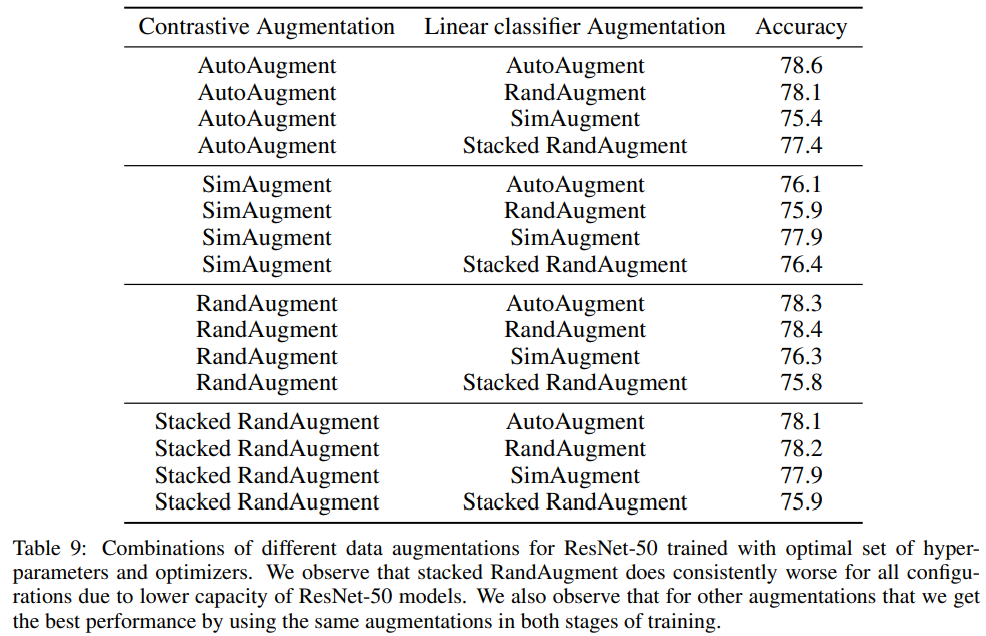 Contrastive Augmentation Linear classifier Augmentation Accuracy
AutoAugment AutoAugment 78.6
AutoAugment RandAugment 78.1
AutoAugment SimAugment 75.4
AutoAugment Stacked RandAugment 77.4
SimAugment AutoAugment 76.1
SimAugment RandAugment 75.9
SimAugment SimAugment 77.9
SimAugment Stacked RandAugment 76.4
RandAugment AutoAugment 78.3
RandAugment RandAugment 78.4
RandAugment SimAugment 76.3
RandAugment Stacked RandAugment 75.8
Stacked RandAugment AutoAugment 78.1
Stacked RandAugment RandAugment 78.2
Stacked RandAugment SimAugment 77.9
Stacked RandAugment Stacked RandAugment 75.9
Table 9: Combinations of different data augmentations for ResNet-50 trained with optimal set of hyper-
parameters and optimizers. We observe that stacked RandAugment does consistently worse for all configu-
rations due to lower capacity of ResNet-50 models. We also observe that for other augmentations that we get
the best performance by using the same augmentations in both stages of training.